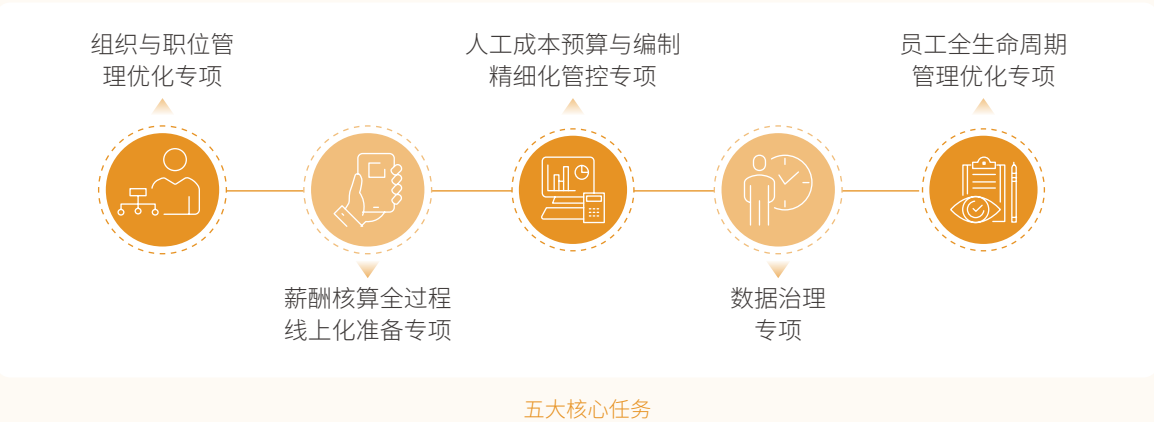 组织与职位管
理优化专项
薪酬核算全过程
线上化准备专项
人工成本预算与编制
精细化管控专项
数据治理
专项
员工全生命周期
管理优化专项
五大核心任务